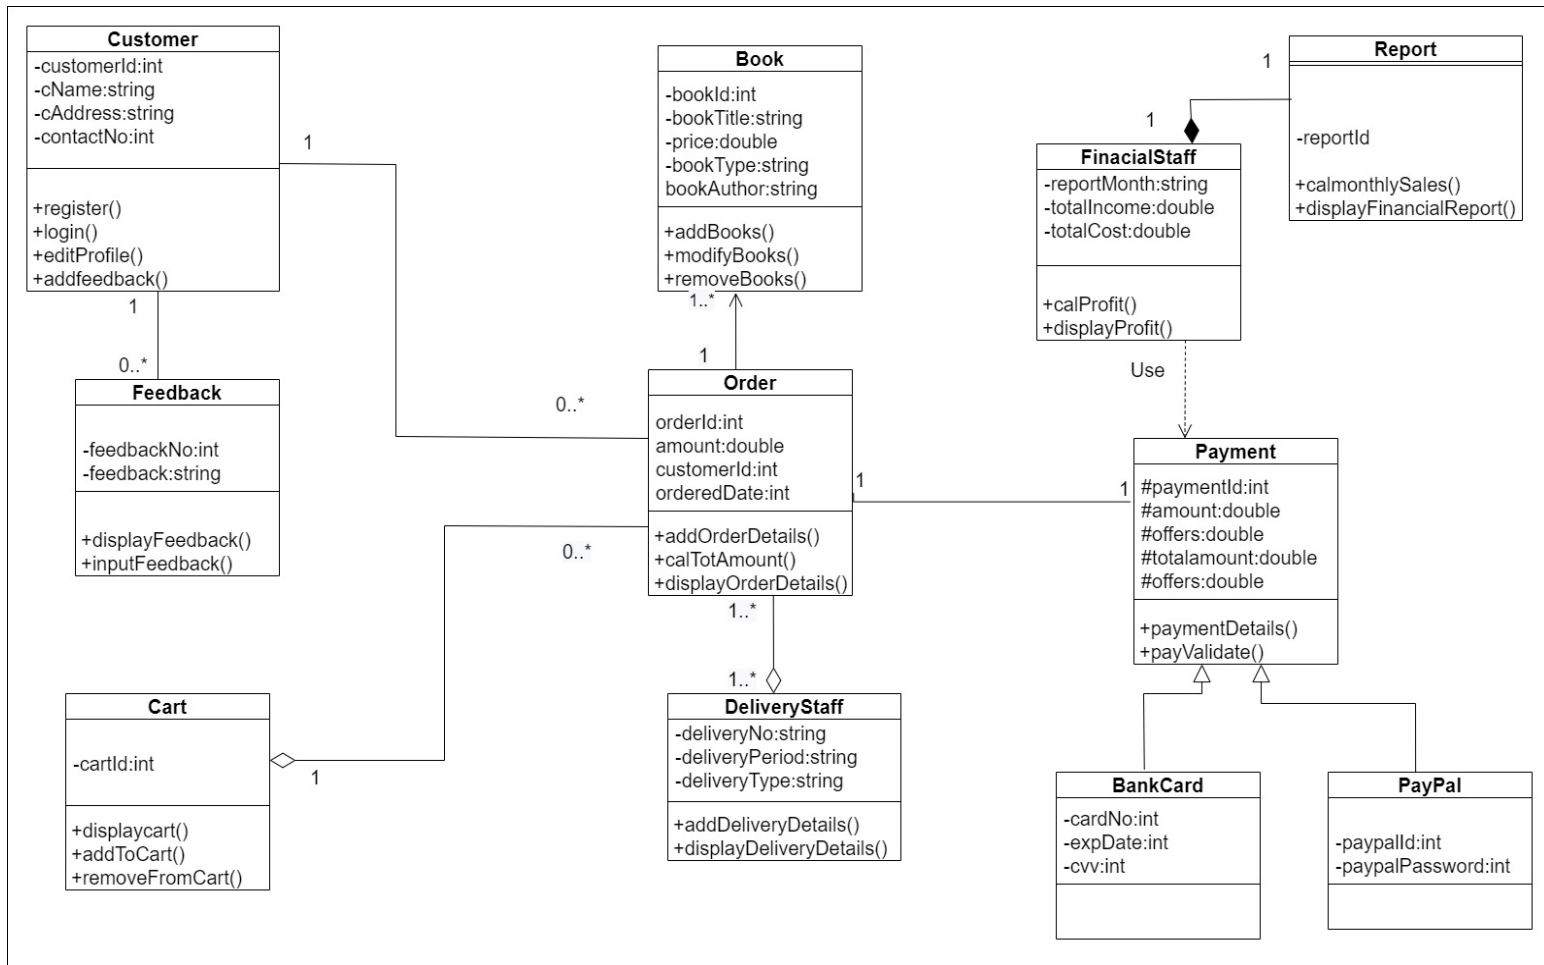 Customer
-customerId:int
-cName:string
-cAddress:string
-contactNo:int
+register()
+login()
+editProfile()
+addfeedback()
1
1
0..*
Feedback
-feedbackNo:int
-feedback:string
+displayFeedback()
+inputFeedback()
Book
-bookId:int
-bookTitle:string
-price:double
-bookType:string
bookAuthor:string
+addBooks()
+modifyBooks()
+removeBooks()
1..*
1
Order
orderId:int
amount:double
customerId:int
orderedDate:int
+addOrderDetails()
+calTotAmount()
+displayOrderDetails()
0..*
0..*
1..*
1..*
1
1
Cart
-cartId:int
+displaycart()
+addToCart()
+removeFromCart()
1
DeliveryStaff
-deliveryNo:string
-deliveryPeriod:string
-deliveryType:string
+addDeliveryDetails()
+displayDeliveryDetails()
Report
-reportId
+calmonthlySales()
+displayFinancialReport()
1
1
FinacialStaff
-reportMonth:string
-totalIncome:double
-totalCost:double
+calProfit()
+displayProfit()
Use
Payment
#paymentId:int
#amount:double
#offers:double
#totalamount:double
#offers:double
+paymentDetails()
+payValidate()
BankCard
-cardNo:int
-expDate:int
-cvv:int
PayPal
-paypalId:int
-paypalPassword:int